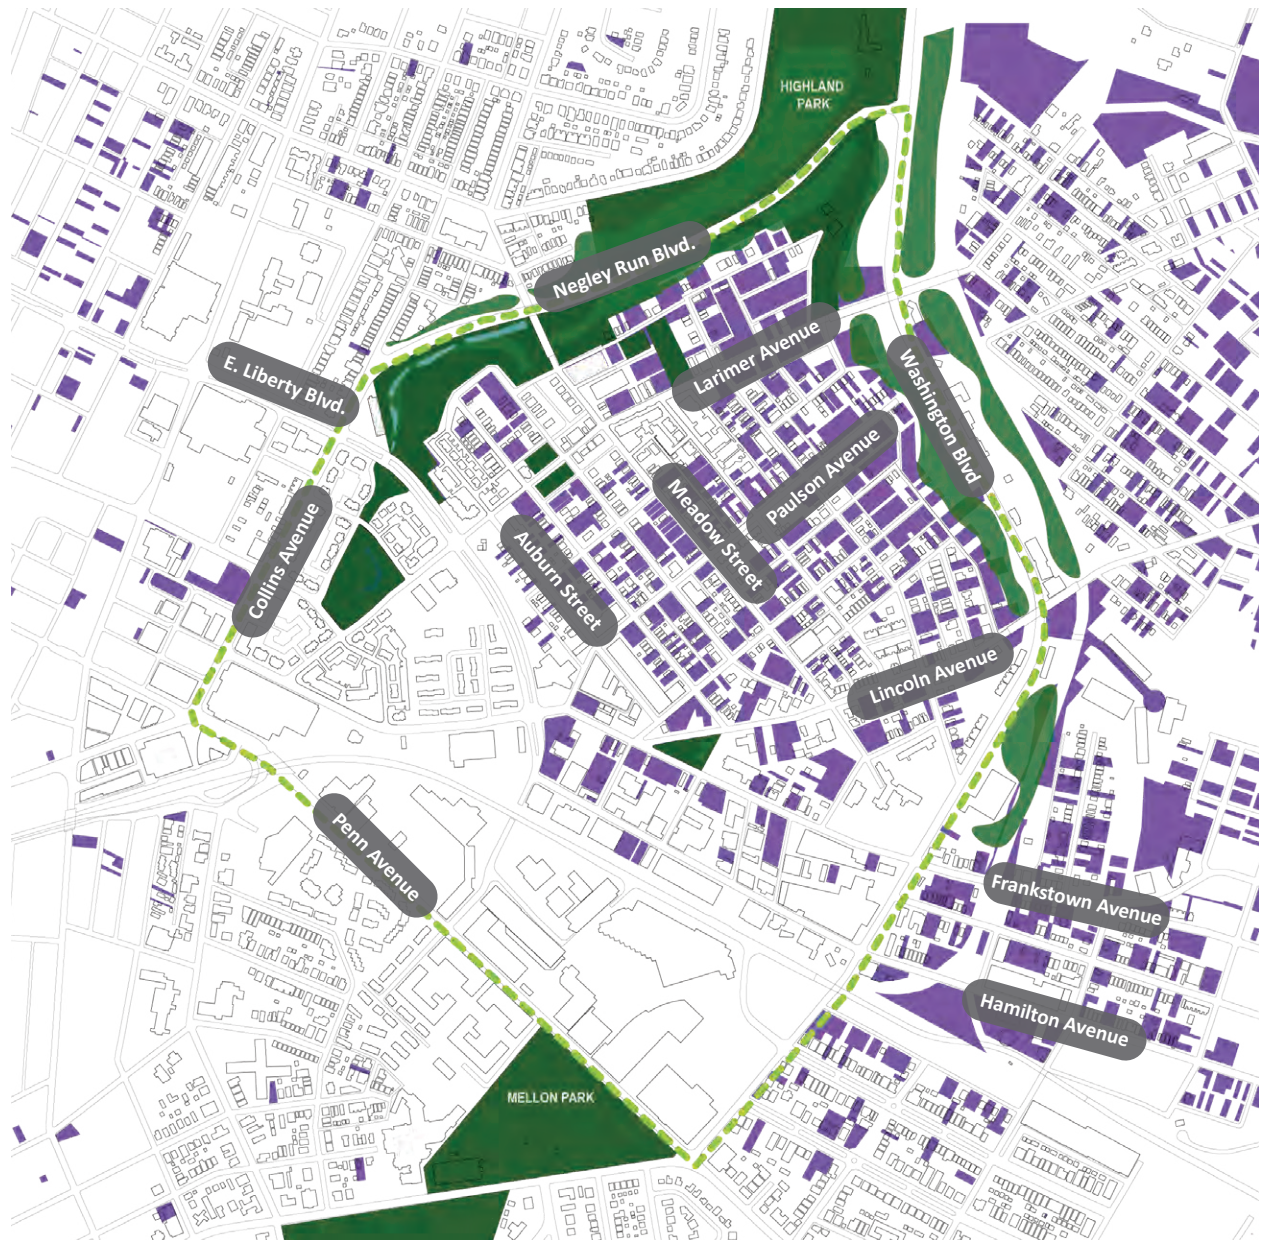 HIGHLAND
PARK
Negley Run Blvd.
E. Liberty Blvd.
Larimer Avenue
Washington Blvd
Paulson Avenue
Meadow Street
Collins Avenue
Auburn Street
Lincoln Avenue
Penn Avenue
Frankstown Avenue
Hamilton Avenue
MELLON PARK